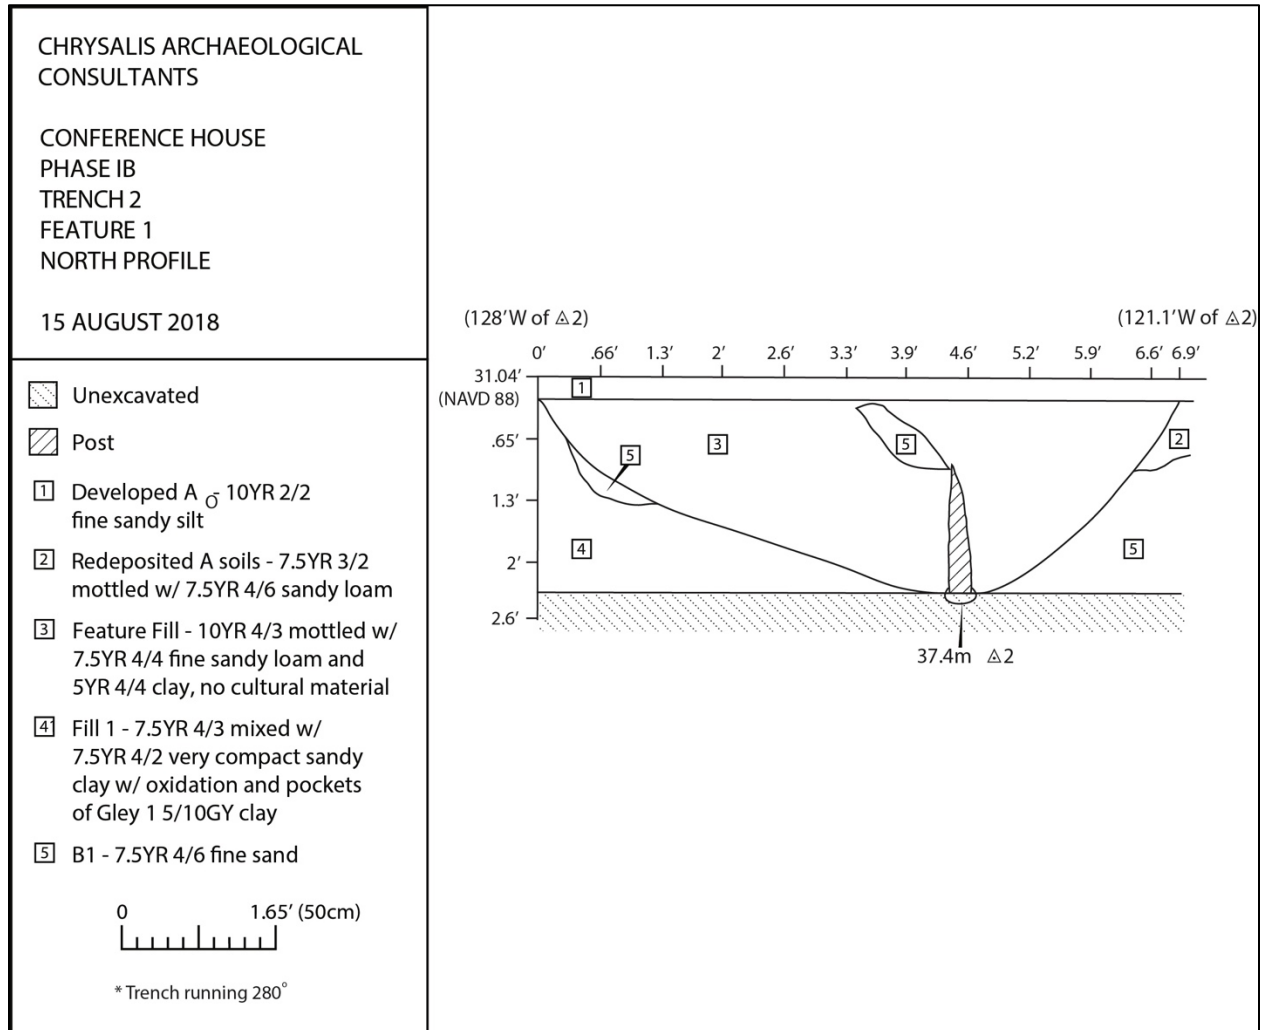 CHRYSALIS ARCHAEOLOGICAL
CONSULTANTS
CONFERENCE HOUSE
PHASE IB
TRENCH 2
FEATURE 1
NORTH PROFILE
15 AUGUST 2018
Unexcavated
Post
1 Developed A O - 10YR 2/2
fine sandy silt
2 Redeposited A soils - 7.5YR 3/2
mottled w/ 7.5YR 4/6 sandy loam
3 Feature Fill - 10YR 4/3 mottled w/
7.5YR 4/4 fine sandy loam and
5YR 4/4 clay, no cultural material
4 Fill 1 - 7.5YR 4/3 mixed w/
7.5YR 4/2 very compact sandy
clay w/ oxidation and pockets
of Gley 1 5/10GY clay
5 B1 - 7.5YR 4/6 fine sand
0 1.65′ (50cm)
* Trench running 280°
(128′W of ◬2) (121.1′W of ◬2)
0′ .66′ 1.3′ 2′ 2.6′ 3.3′ 3.9′ 4.6′ 5.2′ 5.9′ 6.6′ 6.9′
31.04′
(NAVD 88)
.65′
1.3′
2′
2.6′
1
5
3
5
2
4
5
37.4m ◬2